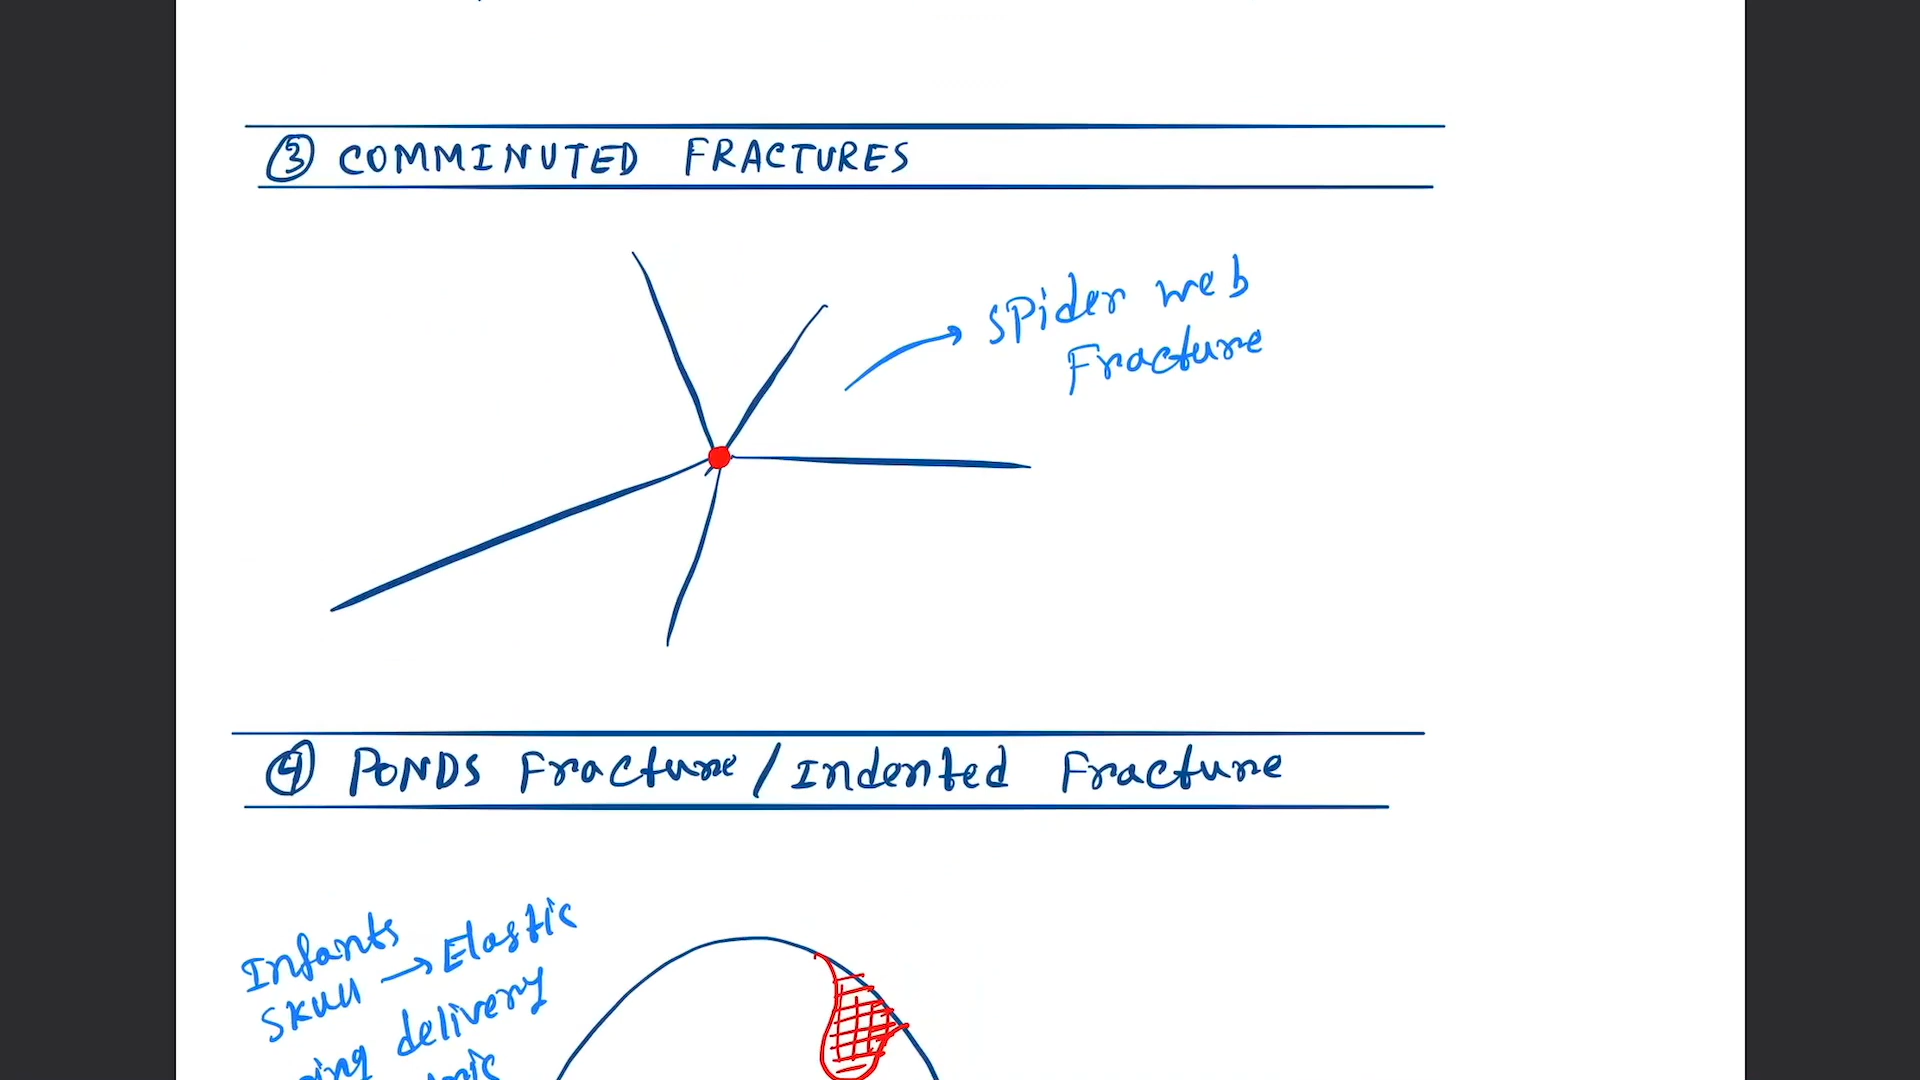 ③ COMMINUTED FRACTURES
Spider web
Fracture
④ PONDS Fracture / Indented Fracture
Infants
Skull → Elastic
delivery